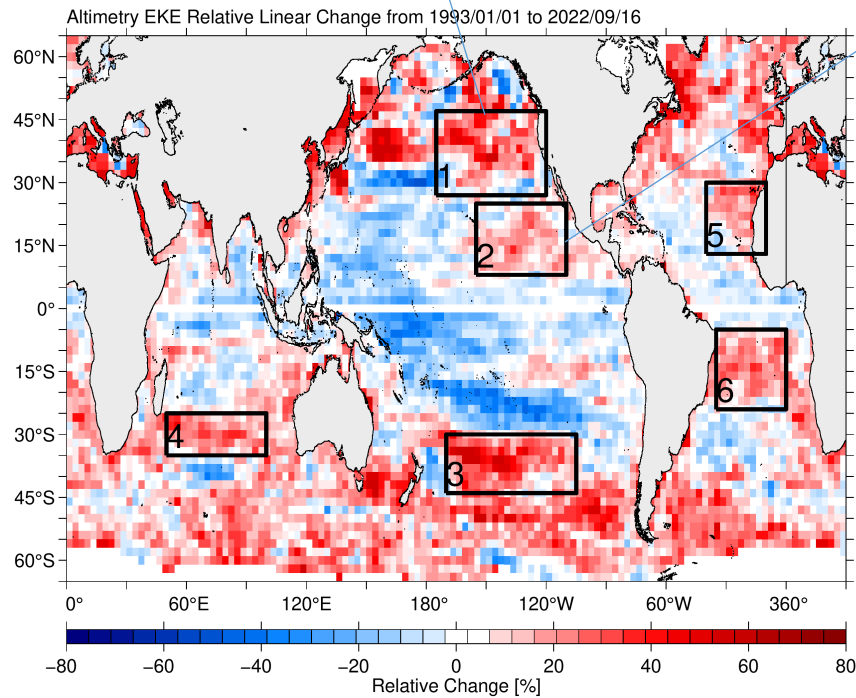 Altimetry EKE Relative Linear Change from 1993/01/01 to 2022/09/16
60°N
45°N
30°N
15°N
0°
15°S
30°S
45°S
60°S
1
2
5
6
4
3
0° 60°E 120°E 180° 120°W 60°W 360°
−80 −60 −40 −20 0 20 40 60 80
Relative Change [%]